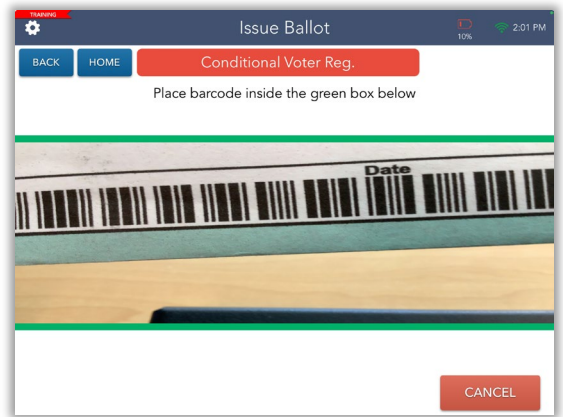 TRAINING
Issue Ballot
10%
2:01 PM
BACK
HOME
Conditional Voter Reg.
Place barcode inside the green box below
Date
CANCEL